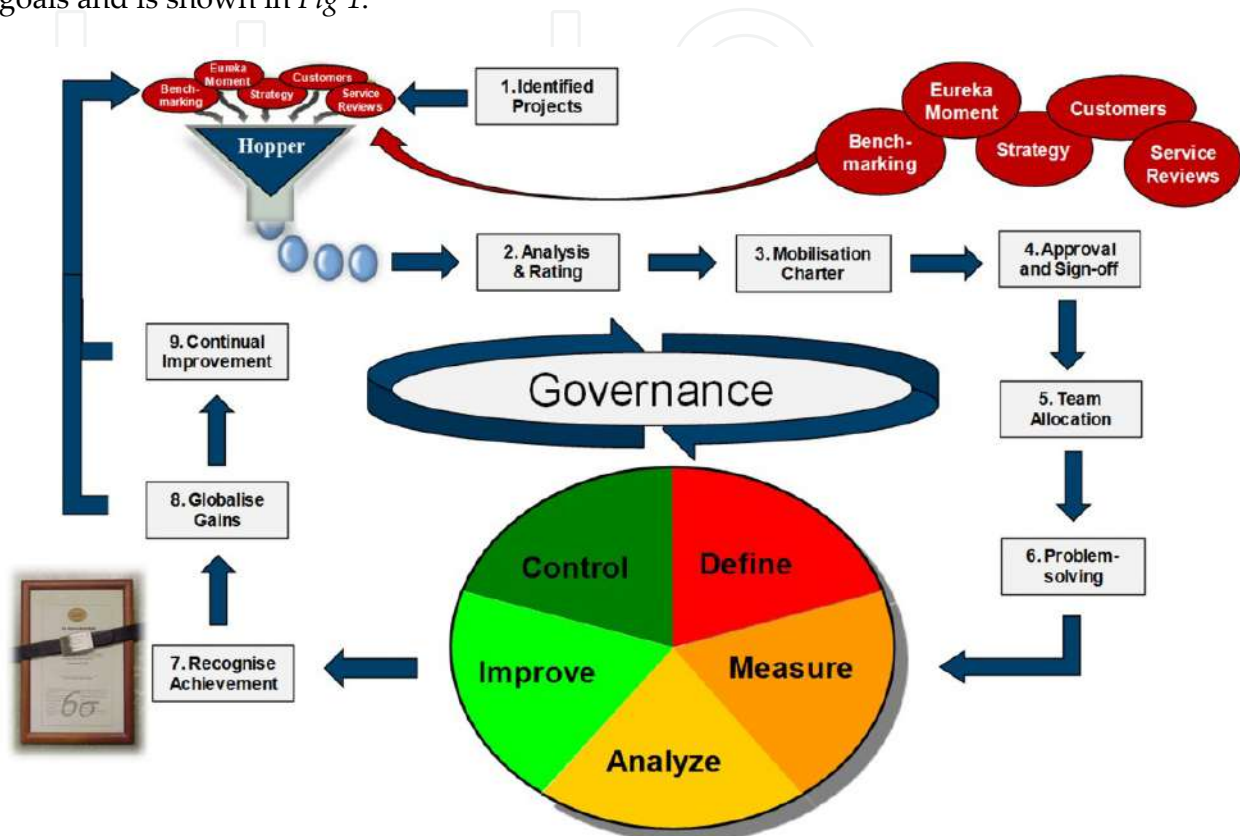 goals and is shown in Fig 1.
Eureka
Moment
Customers
Bench-
marking
Strategy
Service
Reviews
Hopper
1. Identified
Projects
Eureka
Moment
Customers
Bench-
marking
Strategy
Service
Reviews
2. Analysis
& Rating
3. Mobilisation
Charter
4. Approval
and Sign-off
9. Continual
Improvement
Governance
5. Team
Allocation
8. Globalise
Gains
6. Problem-
solving
Control
Define
7. Recognise
Achievement
Improve
Measure
Analyze
6σ